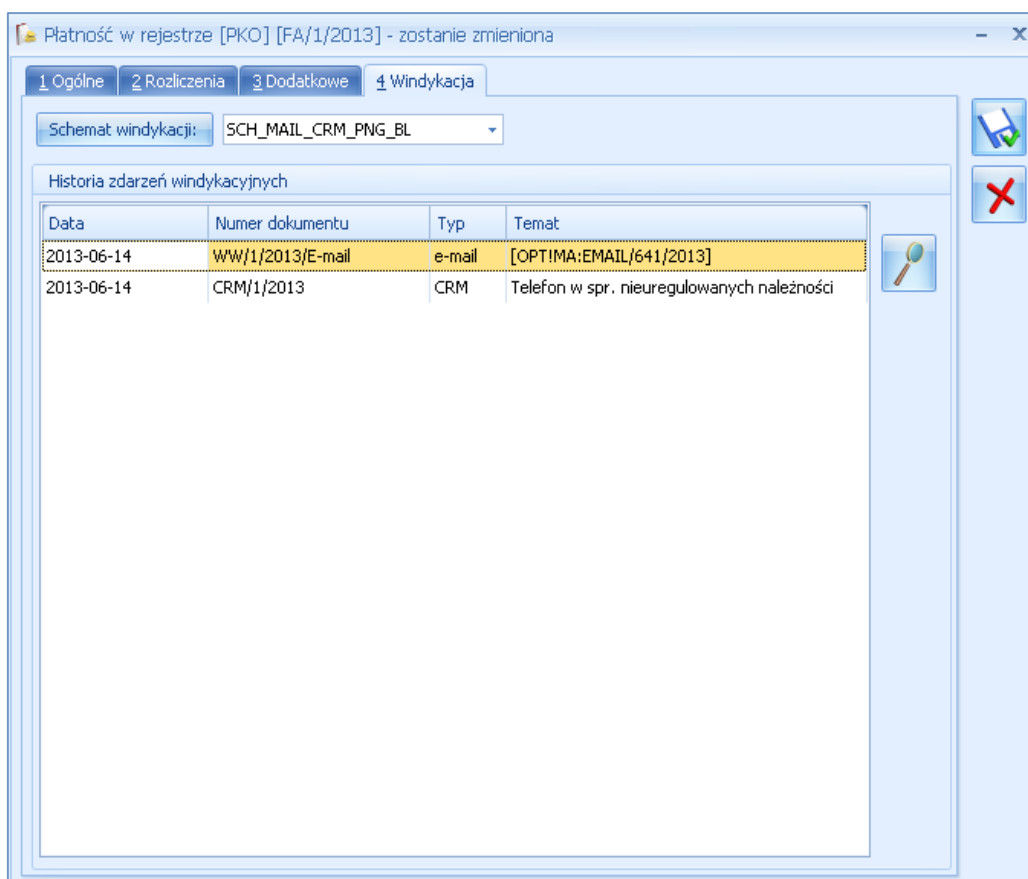 Płatność w rejestrze [PKO] [FA/1/2013] - zostanie zmieniona
1 Ogólne 2 Rozliczenia 3 Dodatkowe 4 Windykacja
Schemat windykacji: SCH_MAIL_CRM_PNG_BL
Historia zdarzeń windykacyjnych
Data Numer dokumentu Typ Temat
2013-06-14 WW/1/2013/E-mail e-mail [OPT!MA:EMAIL/641/2013]
2013-06-14 CRM/1/2013 CRM Telefon w spr. nieuregulowanych należności